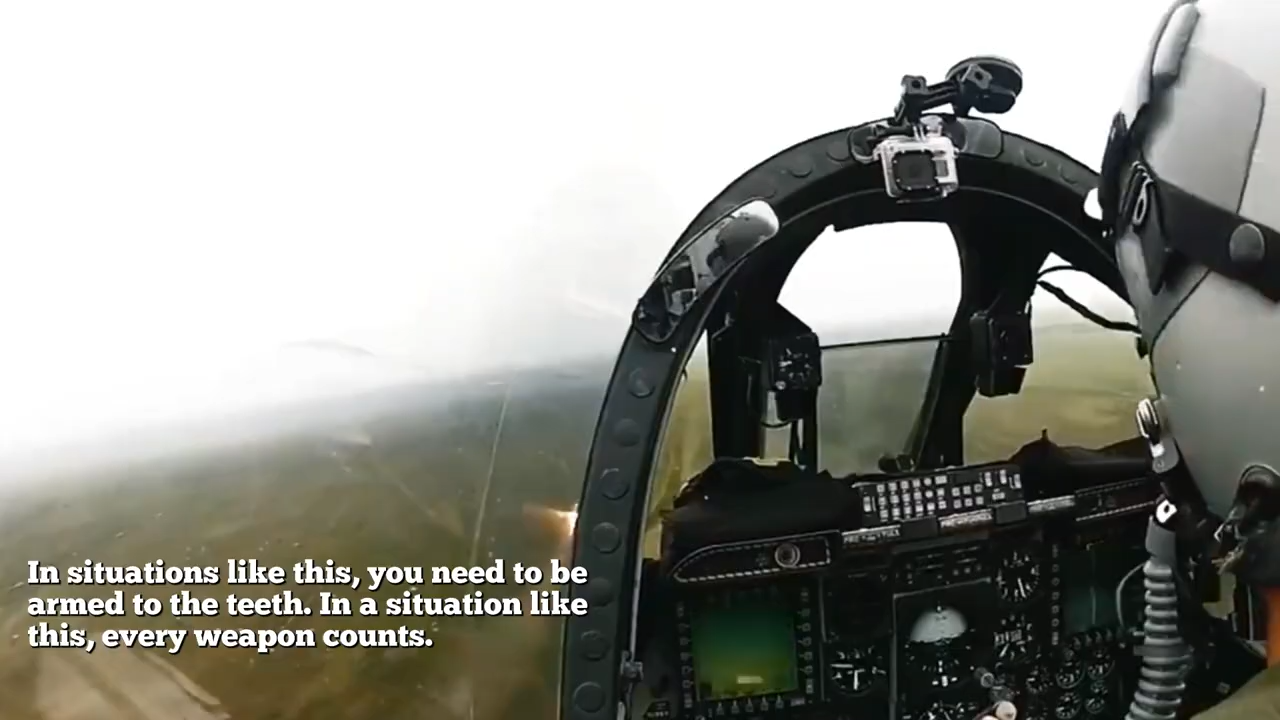 In situations like this, you need to be
armed to the teeth. In a situation like
this, every weapon counts.